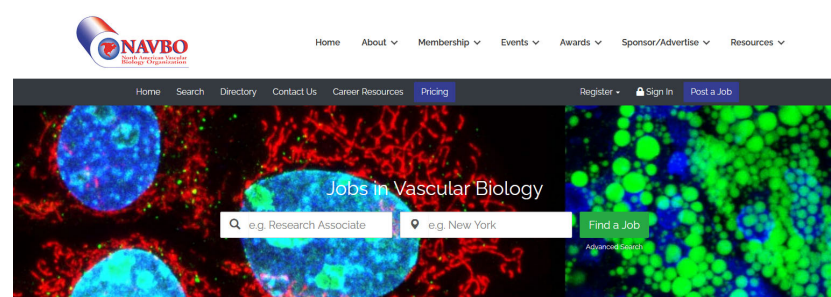 NAVBO
North American Vascular
Biology Organization
Home About Membership Events Awards Sponsor/Advertise Resources
Home Search Directory Contact Us Career Resources Pricing Register Sign In Post a Job
Jobs in Vascular Biology
e.g. Research Associate e.g. New York Find a Job
Advanced Search